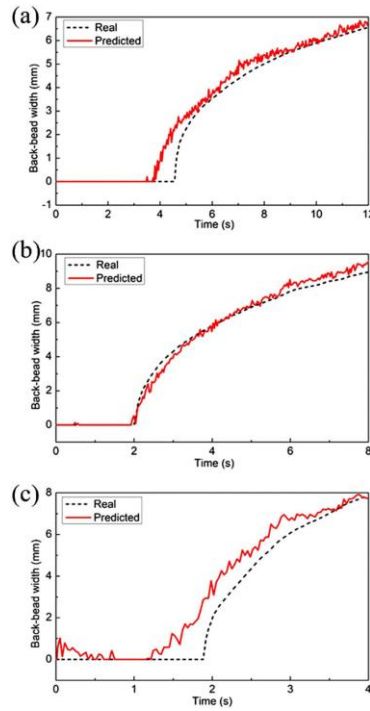 (a)
7
6
5
4
3
2
1
0
-1
Real
Predicted
Back-bead width (mm)
0 2 4 6 8 10 12
Time (s)
(b)
10
8
6
4
2
0
Real
Predicted
Back-bead width (mm)
0 2 4 6 8
Time (s)
(c)
8
6
4
2
0
Real
Predicted
Back-bead width (mm)
0 1 2 3 4
Time (s)